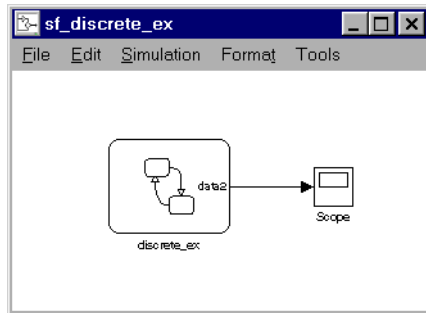 sf_discrete_ex
File Edit Simulation Format Tools
data2
Scope
discrete_ex